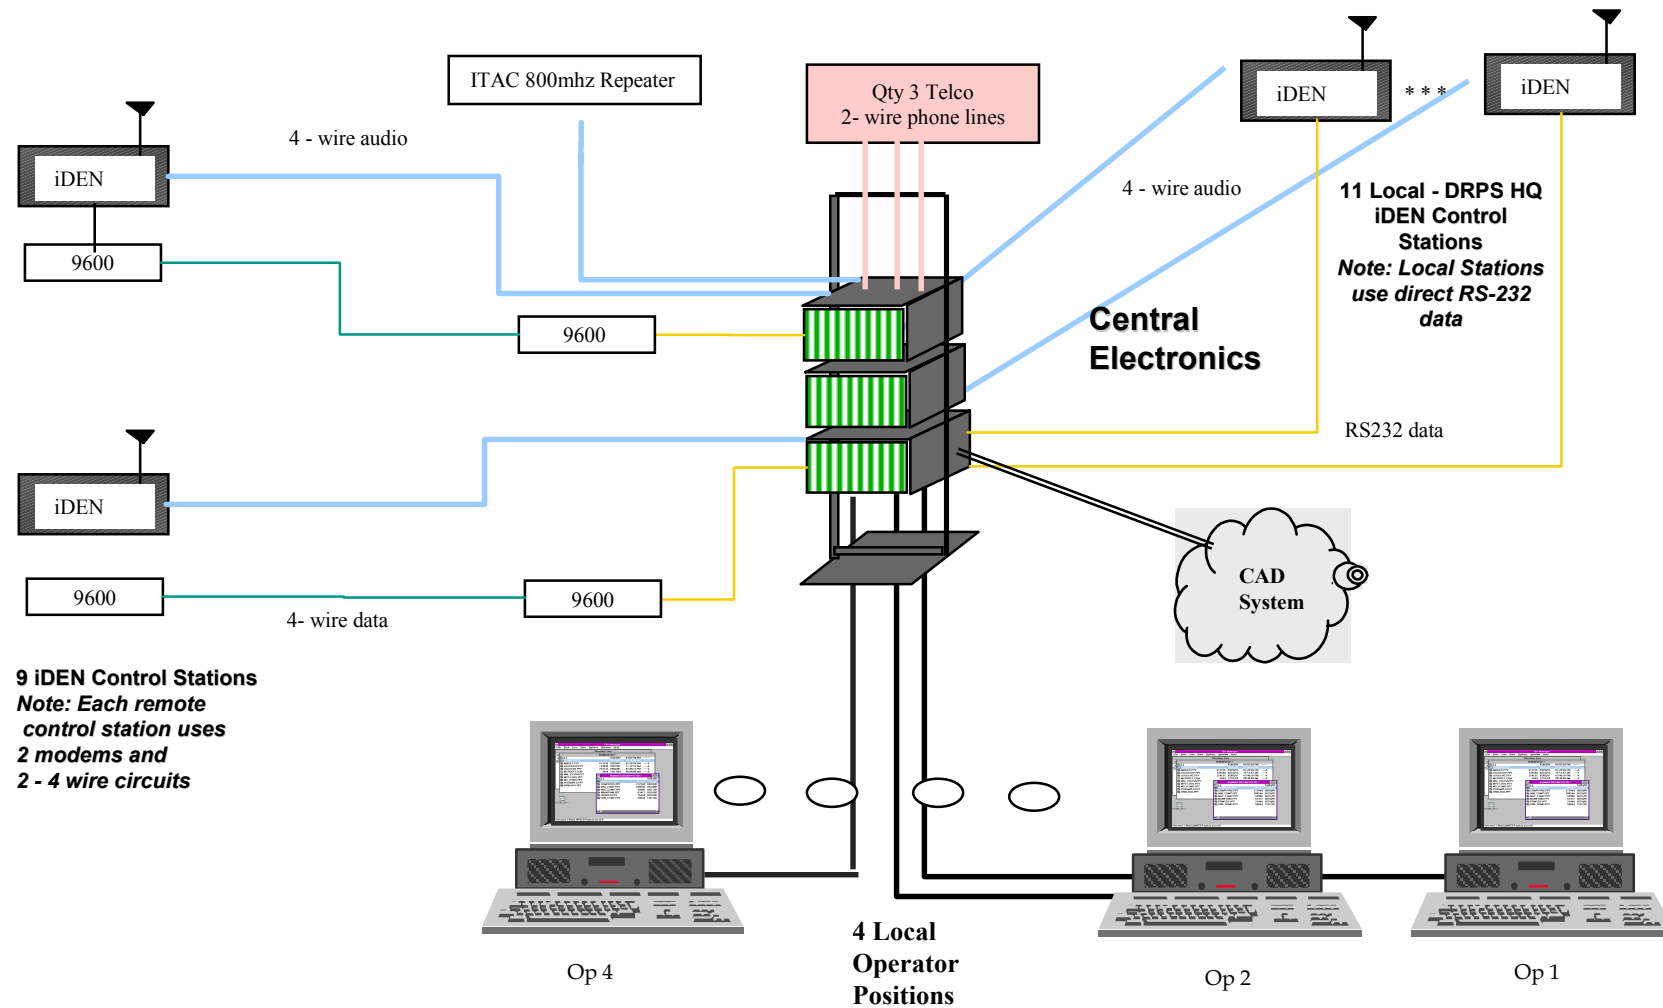 ITAC 800mhz Repeater
Qty 3 Telco
2- wire phone lines
iDEN
* * *
iDEN
4 - wire audio
iDEN
9600
9600
4 - wire audio
11 Local - DRPS HQ
iDEN Control
Stations
Note: Local Stations
use direct RS-232
data
Central
Electronics
RS232 data
iDEN
9600
9600
4- wire data
CAD
System
9 iDEN Control Stations
Note: Each remote
control station uses
2 modems and
2 - 4 wire circuits
4 Local
Operator
Positions
Op 4
Op 2
Op 1